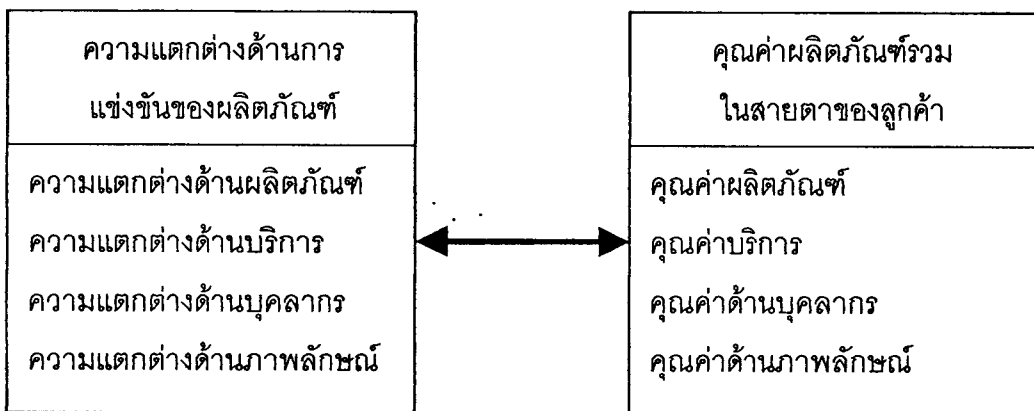 ความแตกต่างด้านการ
แข่งขันของผลิตภัณฑ์
ความแตกต่างด้านผลิตภัณฑ์
ความแตกต่างด้านบริการ
ความแตกต่างด้านบุคลากร
ความแตกต่างด้านภาพลักษณ์
คุณค่าผลิตภัณฑ์รวม
ในสายตาของลูกค้า
คุณค่าผลิตภัณฑ์
คุณค่าบริการ
คุณค่าด้านบุคลากร
คุณค่าด้านภาพลักษณ์